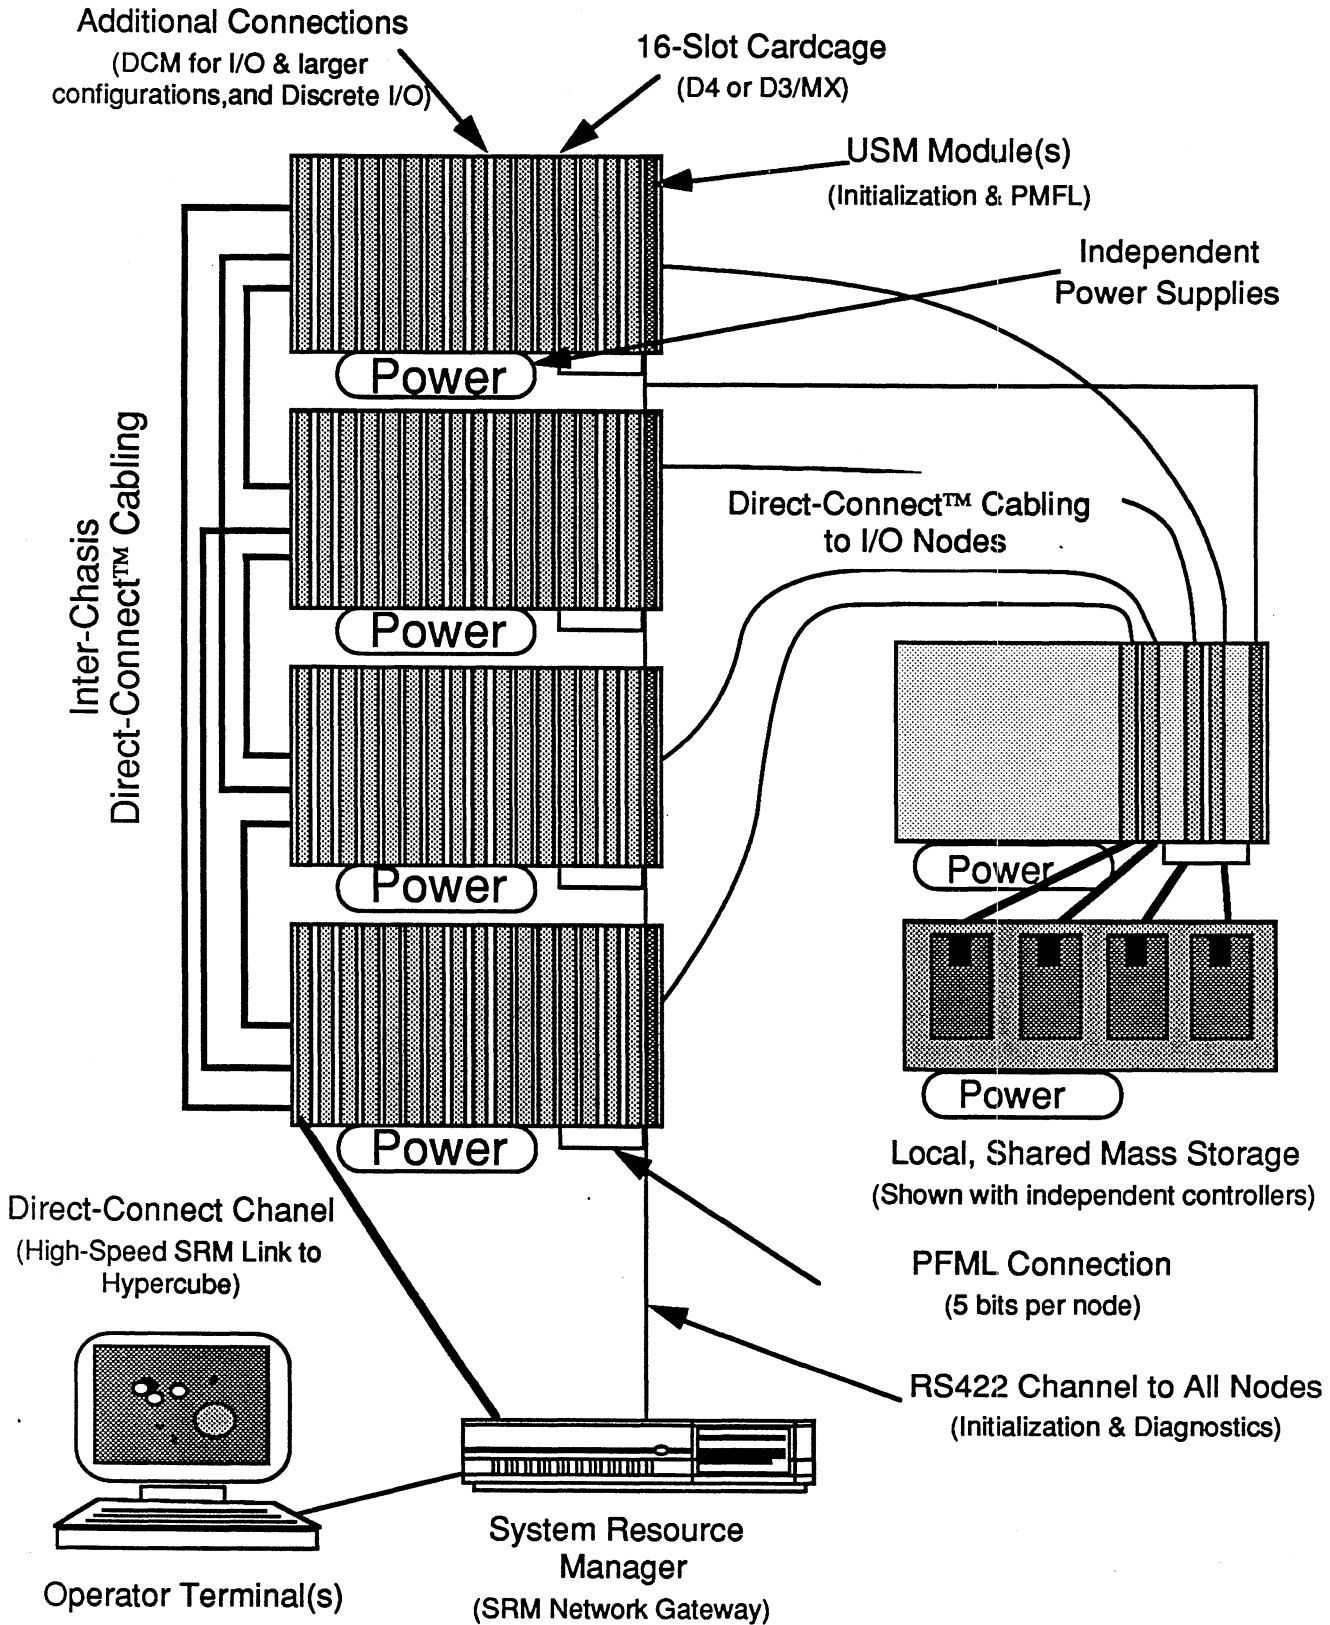 Additional Connections
(DCM for I/O & larger
configurations,and Discrete I/O)
16-Slot Cardcage
(D4 or D3/MX)
USM Module(s)
(Initialization & PMFL)
Independent
Power Supplies
Power
Inter-Chasis
Direct-Connect™ Cabling
Direct-Connect™ Cabling
to I/O Nodes
Power
Power
Power
Power
Power
Local, Shared Mass Storage
(Shown with independent controllers)
Direct-Connect Chanel
(High-Speed SRM Link to
Hypercube)
PFML Connection
(5 bits per node)
RS422 Channel to All Nodes
(Initialization & Diagnostics)
System Resource
Manager
(SRM Network Gateway)
Operator Terminal(s)